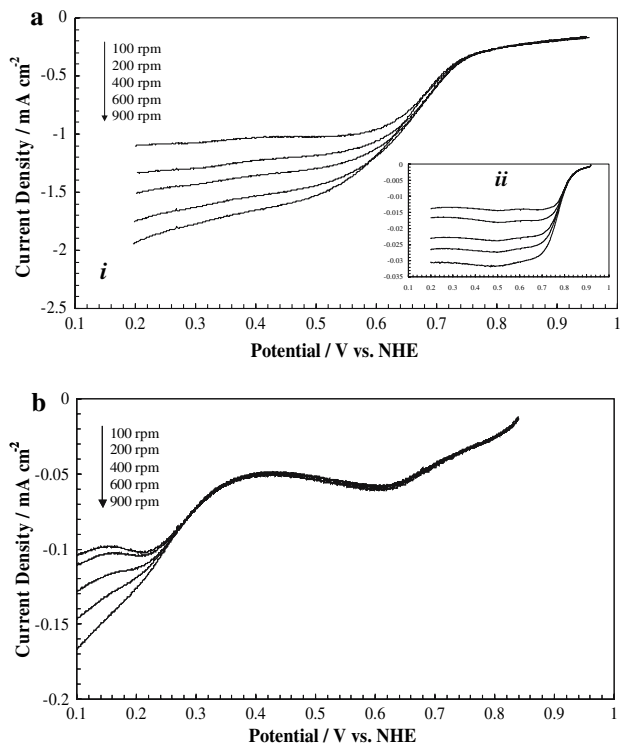 a
0
-0.5
-1
-1.5
-2
-2.5
Current Density / mA cm-2
100 rpm
200 rpm
400 rpm
600 rpm
900 rpm
i
ii
0
-0.005
-0.01
-0.015
-0.02
-0.025
-0.03
-0.035
0.1 0.2 0.3 0.4 0.5 0.6 0.7 0.8 0.9 1
0.1 0.2 0.3 0.4 0.5 0.6 0.7 0.8 0.9 1
Potential / V vs. NHE
b
0
-0.05
-0.1
-0.15
-0.2
Current Density / mA cm-2
100 rpm
200 rpm
400 rpm
600 rpm
900 rpm
0.1 0.2 0.3 0.4 0.5 0.6 0.7 0.8 0.9 1
Potential / V vs. NHE